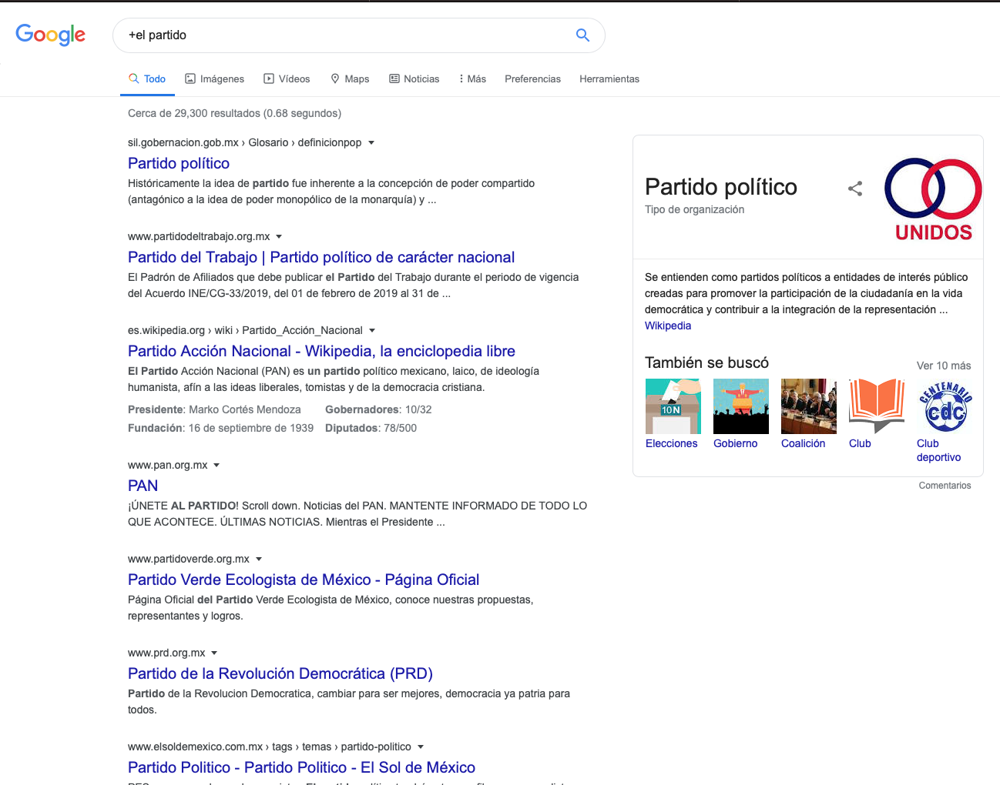 Google
+el partido
Todo
Imágenes
Vídeos
Maps
Noticias
Más
Preferencias
Herramientas
Cerca de 29,300 resultados (0.68 segundos)
sil.gobernacion.gob.mx › Glosario › definicionpop
Partido político
Históricamente la idea de partido fue inherente a la concepción de poder compartido
(antagónico a la idea de poder monopólico de la monarquía) y ...
www.partidodeltrabajo.org.mx
Partido del Trabajo | Partido político de carácter nacional
El Padrón de Afiliados que debe publicar el Partido del Trabajo durante el periodo de vigencia
del Acuerdo INE/CG-33/2019, del 01 de febrero de 2019 al 31 de ...
es.wikipedia.org › wiki › Partido_Acción_Nacional
Partido Acción Nacional - Wikipedia, la enciclopedia libre
El Partido Acción Nacional (PAN) es un partido político mexicano, laico, de ideología
humanista, afín a las ideas liberales, tomistas y de la democracia cristiana.
Presidente: Marko Cortés Mendoza
Gobernadores: 10/32
Fundación: 16 de septiembre de 1939
Diputados: 78/500
www.pan.org.mx
PAN
¡ÚNETE AL PARTIDO! Scroll down. Noticias del PAN. MANTENTE INFORMADO DE TODO LO
QUE ACONTECE. ÚLTIMAS NOTICIAS. Mientras el Presidente ...
www.partidoverde.org.mx
Partido Verde Ecologista de México - Página Oficial
Página Oficial del Partido Verde Ecologista de México, conoce nuestras propuestas,
representantes y logros.
www.prd.org.mx
Partido de la Revolución Democrática (PRD)
Partido de la Revolucion Democratica, cambiar para ser mejores, democracia ya patria para
todos.
www.elsoldemexico.com.mx › tags › temas › partido-politico
Partido Politico - Partido Politico - El Sol de México
Partido político
Tipo de organización
UNIDOS
Se entienden como partidos políticos a entidades de interés público
creadas para promover la participación de la ciudadanía en la vida
democrática y contribuir a la integración de la representación ...
Wikipedia
También se buscó
Ver 10 más
10N
CENTENARIO
cdc
Elecciones
Gobierno
Coalición
Club
Club
deportivo
Comentarios